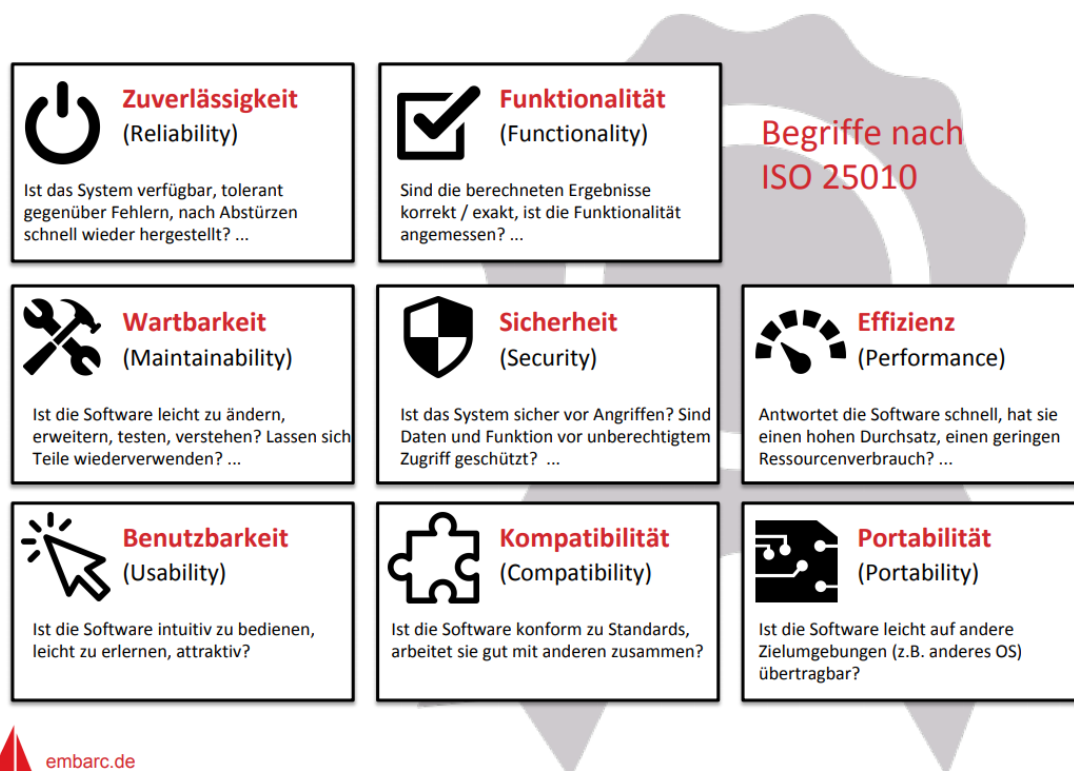 Zuverlässigkeit
(Reliability)
Ist das System verfügbar, tolerant
gegenüber Fehlern, nach Abstürzen
schnell wieder hergestellt? ...
Funktionalität
(Functionality)
Sind die berechneten Ergebnisse
korrekt / exakt, ist die Funktionalität
angemessen? ...
Begriffe nach
ISO 25010
Wartbarkeit
(Maintainability)
Ist die Software leicht zu ändern,
erweitern, testen, verstehen? Lassen sich
Teile wiederverwenden? ...
Sicherheit
(Security)
Ist das System sicher vor Angriffen? Sind
Daten und Funktion vor unberechtigtem
Zugriff geschützt? ...
Effizienz
(Performance)
Antwortet die Software schnell, hat sie
einen hohen Durchsatz, einen geringen
Ressourcenverbrauch? ...
Benutzbarkeit
(Usability)
Ist die Software intuitiv zu bedienen,
leicht zu erlernen, attraktiv?
Kompatibilität
(Compatibility)
Ist die Software konform zu Standards,
arbeitet sie gut mit anderen zusammen?
Portabilität
(Portability)
Ist die Software leicht auf andere
Zielumgebungen (z.B. anderes OS)
übertragbar?
embarc.de